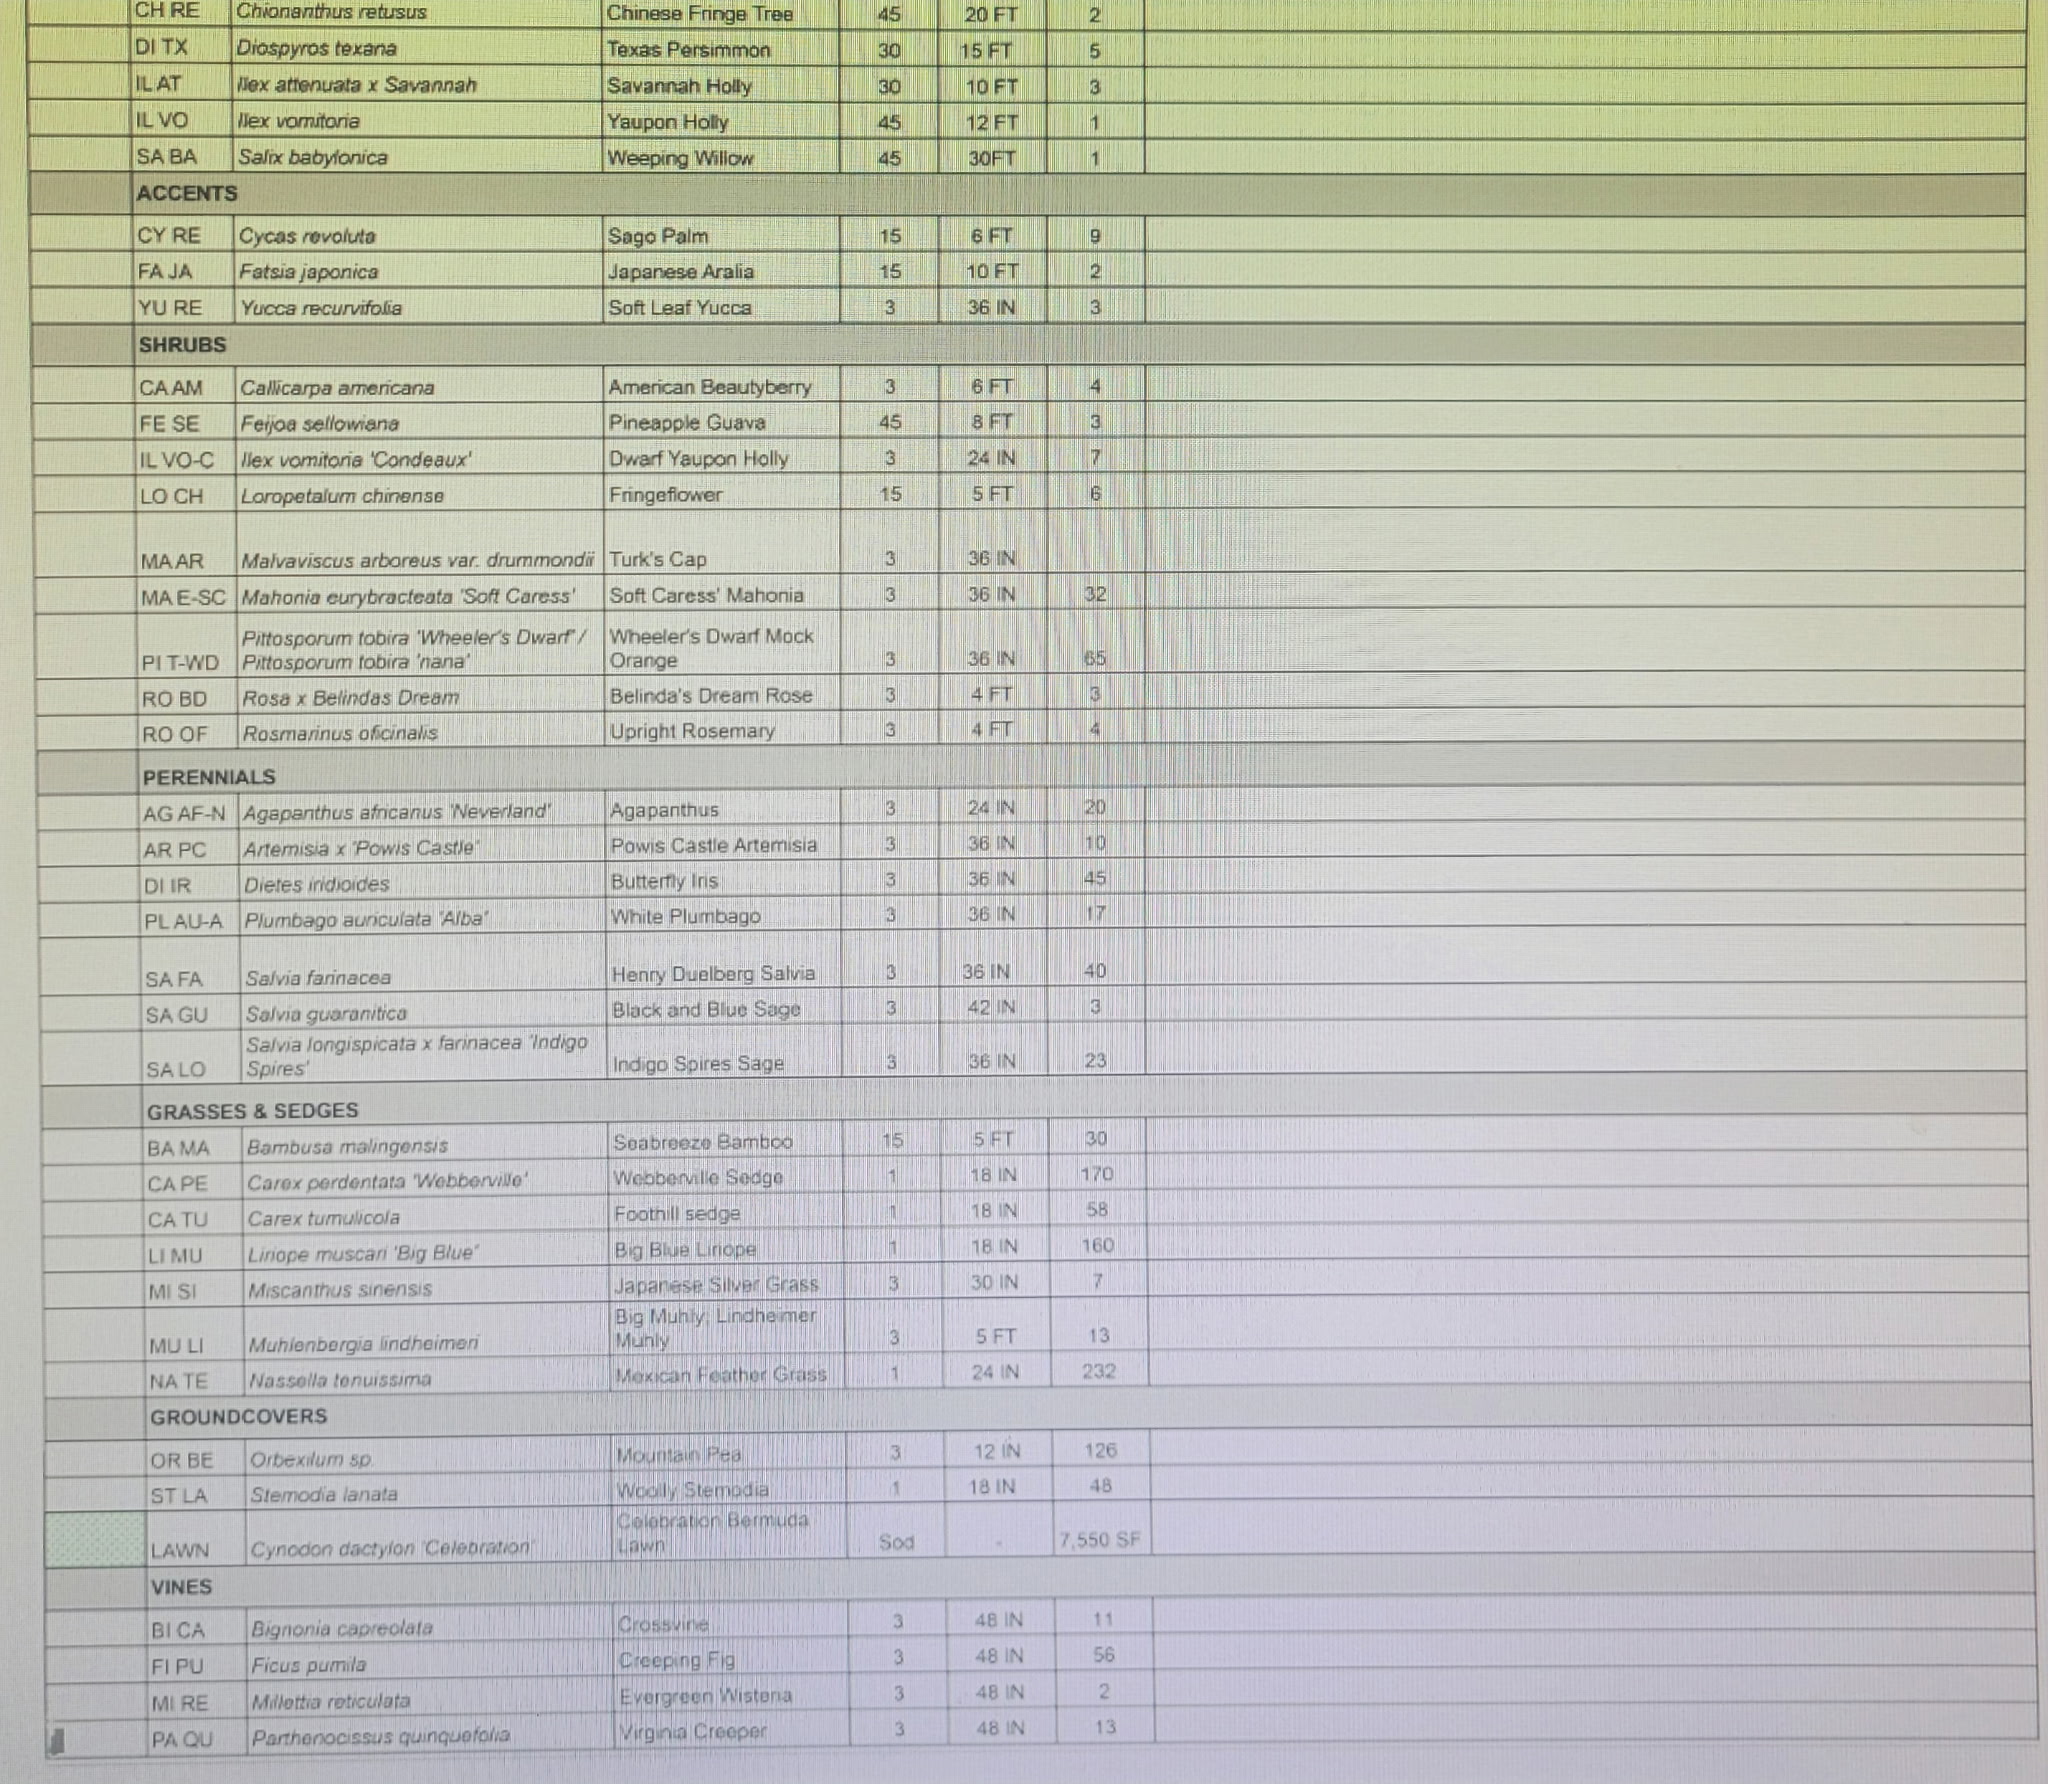 CH RE Chionanthus retusus Chinese Fringe Tree 45 20 FT 2
DI TX Diospyros texana Texas Persimmon 30 15 FT 5
IL AT Ilex attenuata x Savannah Savannah Holly 30 10 FT 3
IL VO Ilex vomitoria Yaupon Holly 45 12 FT 1
SA BA Salix babylonica Weeping Willow 45 30FT 1
ACCENTS
CY RE Cycas revoluta Sago Palm 15 6 FT 9
FA JA Fatsia japonica Japanese Aralia 15 10 FT 2
YU RE Yucca recurvifolia Soft Leaf Yucca 3 36 IN 3
SHRUBS
CA AM Callicarpa americana American Beautyberry 3 6 FT 4
FE SE Feijoa sellowiana Pineapple Guava 45 8 FT 3
IL VO-C Ilex vomitoria 'Condeaux' Dwarf Yaupon Holly 3 24 IN 7
LO CH Loropetalum chinense Fringeflower 15 5 FT 6
MA AR Malvaviscus arboreus var. drummondii Turk's Cap 3 36 IN
MA E-SC Mahonia eurybracteata 'Soft Caress' Soft Caress' Mahonia 3 36 IN 32
Pittosporum tobira 'Wheeler's Dwarf' / Wheeler's Dwarf Mock
PI T-WD Pittosporum tobira 'nana' Orange 3 36 IN 65
RO BD Rosa x Belindas Dream Belinda's Dream Rose 3 4 FT 3
RO OF Rosmarinus oficinalis Upright Rosemary 3 4 FT 4
PERENNIALS
AG AF-N Agapanthus africanus 'Neverland' Agapanthus 3 24 IN 20
AR PC Artemisia x 'Powis Castle' Powis Castle Artemisia 3 36 IN 10
DI IR Dietes iridioides Butterfly Iris 3 36 IN 45
PL AU-A Plumbago auriculata 'Alba' White Plumbago 3 36 IN 17
SA FA Salvia farinacea Henry Duelberg Salvia 3 36 IN 40
SA GU Salvia guaranitica Black and Blue Sage 3 42 IN 3
Salvia longispicata x farinacea 'Indigo
SA LO Spires' Indigo Spires Sage 3 36 IN 23
GRASSES & SEDGES
BA MA Bambusa malingensis Seabreeze Bamboo 15 5 FT 30
CA PE Carex perdentata 'Webberville' Webberville Sedge 1 18 IN 170
CA TU Carex tumulicola Foothill sedge 1 18 IN 58
LI MU Liriope muscari 'Big Blue' Big Blue Liriope 1 18 IN 160
MI SI Miscanthus sinensis Japanese Silver Grass 3 30 IN 7
Big Muhly, Lindheimer
MU LI Muhlenbergia lindheimeri Muhly 3 5 FT 13
NA TE Nassella tenuissima Mexican Feather Grass 1 24 IN 232
GROUNDCOVERS
OR BE Orbexilum sp. Mountain Pea 3 12 IN 126
ST LA Stemodia lanata Woolly Stemodia 1 18 IN 48
Celebration Bermuda
LAWN Cynodon dactylon 'Celebration' Lawn Sod - 7,550 SF
VINES
BI CA Bignonia capreolata Crossvine 3 48 IN 11
FI PU Ficus pumila Creeping Fig 3 48 IN 56
MI RE Millettia reticulata Evergreen Wisteria 3 48 IN 2
PA QU Parthenocissus quinquefolia Virginia Creeper 3 48 IN 13